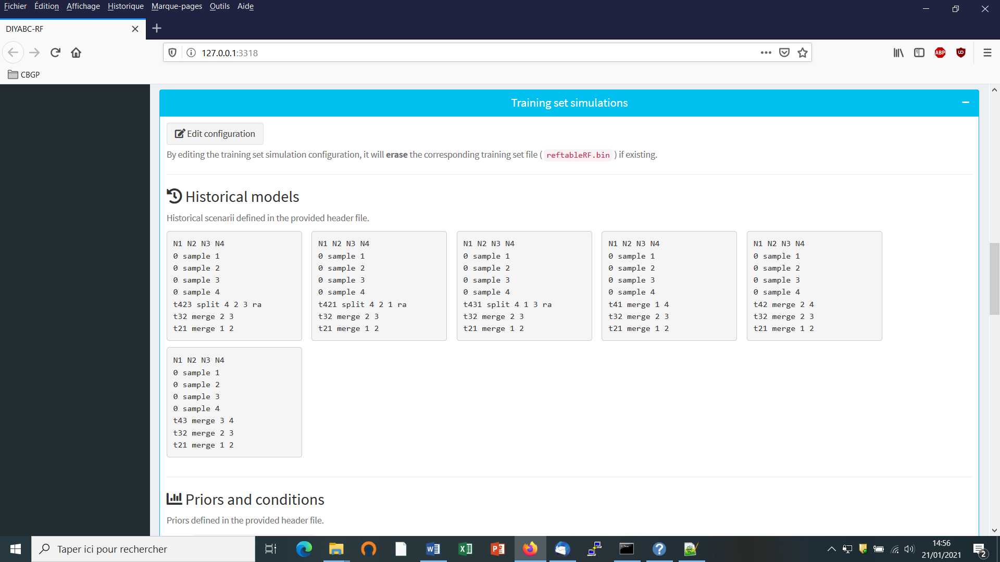 Fichier Édition Affichage Historique Marque-pages Outils Aide
DIYABC-RF
127.0.0.1:3318
ABP
CBGP
Training set simulations
Edit configuration
By editing the training set simulation configuration, it will erase the corresponding training set file ( reftableRF.bin ) if existing.
Historical models
Historical scenarii defined in the provided header file.
N1 N2 N3 N4
0 sample 1
0 sample 2
0 sample 3
0 sample 4
t423 split 4 2 3 ra
t32 merge 2 3
t21 merge 1 2
N1 N2 N3 N4
0 sample 1
0 sample 2
0 sample 3
0 sample 4
t421 split 4 2 1 ra
t32 merge 2 3
t21 merge 1 2
N1 N2 N3 N4
0 sample 1
0 sample 2
0 sample 3
0 sample 4
t431 split 4 1 3 ra
t32 merge 2 3
t21 merge 1 2
N1 N2 N3 N4
0 sample 1
0 sample 2
0 sample 3
0 sample 4
t41 merge 1 4
t32 merge 2 3
t21 merge 1 2
N1 N2 N3 N4
0 sample 1
0 sample 2
0 sample 3
0 sample 4
t42 merge 2 4
t32 merge 2 3
t21 merge 1 2
N1 N2 N3 N4
0 sample 1
0 sample 2
0 sample 3
0 sample 4
t43 merge 3 4
t32 merge 2 3
t21 merge 1 2
Priors and conditions
Priors defined in the provided header file.
Taper ici pour rechercher
14:56
21/01/2021
2